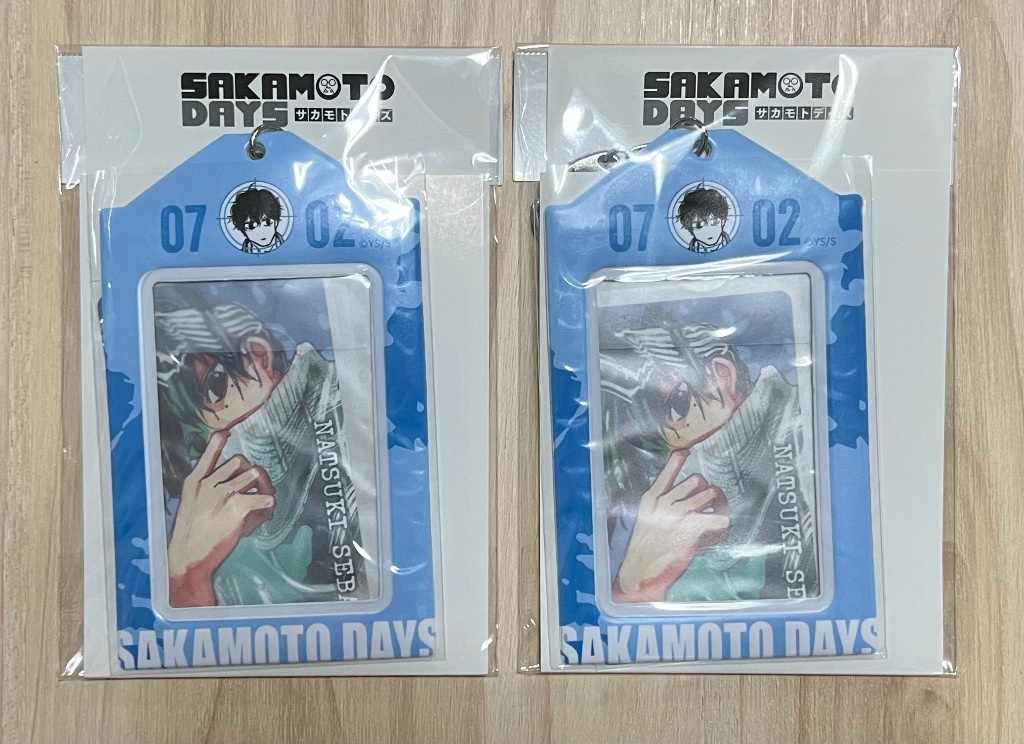 SAKAMOTO
DAYS サカモトデイズ
07 02
©YS/S
NATSUKI SEBA
SAKAMOTO DAYS
SAKAMOTO
DAYS サカモトデイズ
07 02
©YS/S
NATSUKI SE
SAKAMOTO DAYS